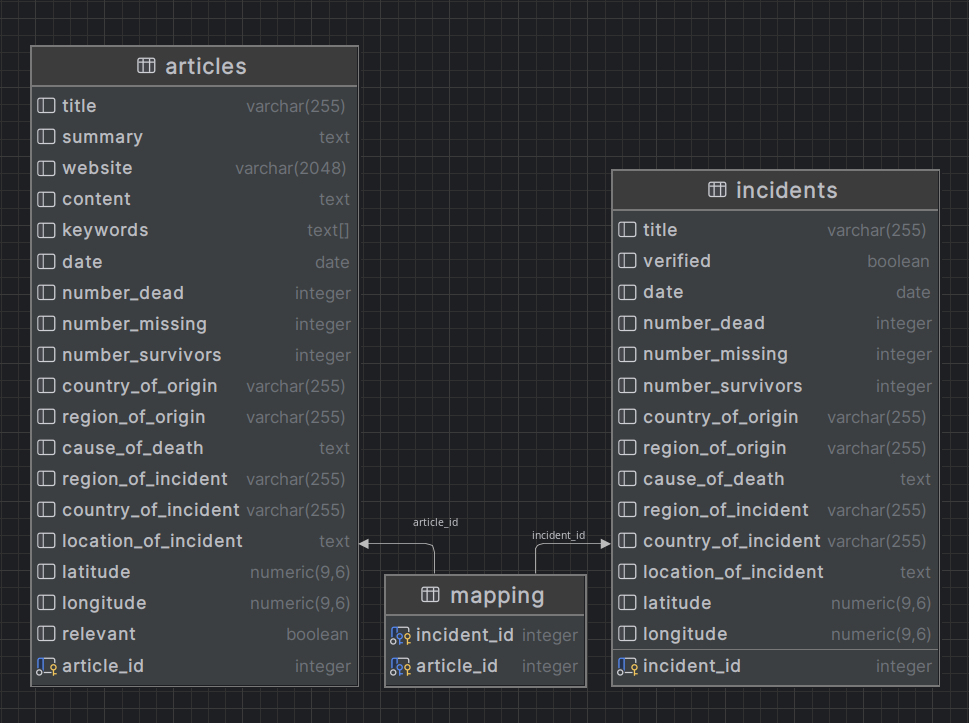 articles
title varchar(255)
summary text
website varchar(2048)
content text
keywords text[]
date date
number_dead integer
number_missing integer
number_survivors integer
country_of_origin varchar(255)
region_of_origin varchar(255)
cause_of_death text
region_of_incident varchar(255)
country_of_incident varchar(255)
location_of_incident text
latitude numeric(9,6)
longitude numeric(9,6)
relevant boolean
article_id integer
article_id
incident_id
mapping
incident_id integer
article_id integer
incidents
title varchar(255)
verified boolean
date date
number_dead integer
number_missing integer
number_survivors integer
country_of_origin varchar(255)
region_of_origin varchar(255)
cause_of_death text
region_of_incident varchar(255)
country_of_incident varchar(255)
location_of_incident text
latitude numeric(9,6)
longitude numeric(9,6)
incident_id integer